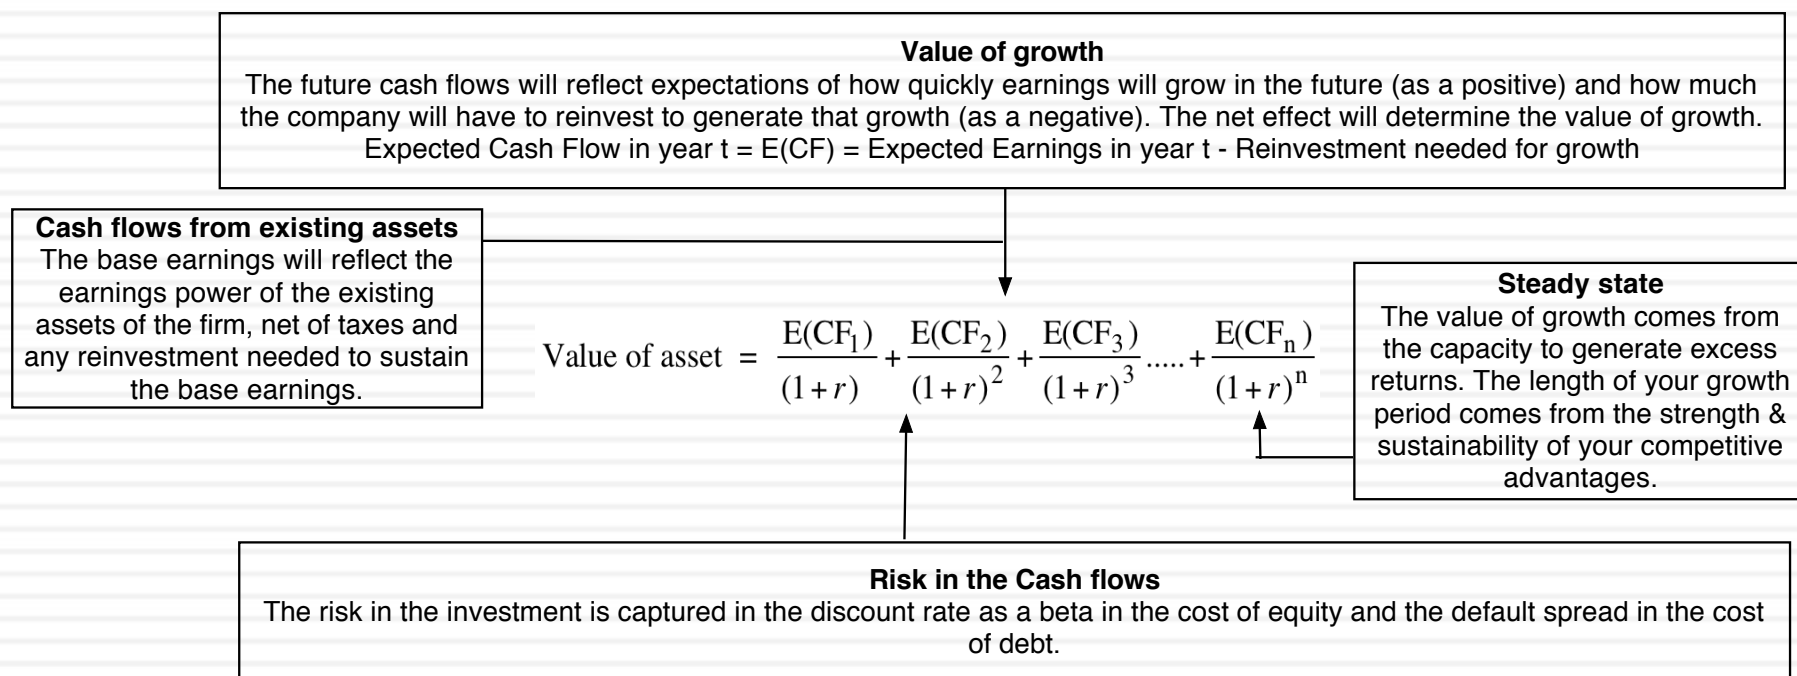 Value of growth
The future cash flows will reflect expectations of how quickly earnings will grow in the future (as a positive) and how much
the company will have to reinvest to generate that growth (as a negative). The net effect will determine the value of growth.
Expected Cash Flow in year t = E(CF) = Expected Earnings in year t - Reinvestment needed for growth
Cash flows from existing assets
The base earnings will reflect the
earnings power of the existing
assets of the firm, net of taxes and
any reinvestment needed to sustain
the base earnings.
Value of asset = E(CF₁)/(1+r) + E(CF₂)/(1+r)² + E(CF₃)/(1+r)³ ..... + E(CFₙ)/(1+r)ⁿ
Steady state
The value of growth comes from
the capacity to generate excess
returns. The length of your growth
period comes from the strength &
sustainability of your competitive
advantages.
Risk in the Cash flows
The risk in the investment is captured in the discount rate as a beta in the cost of equity and the default spread in the cost
of debt.